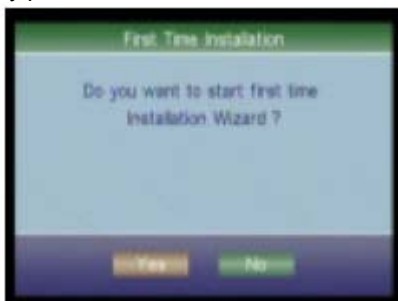 First Time Installation
Do you want to start first time
Installation Wizard ?
Yes
No